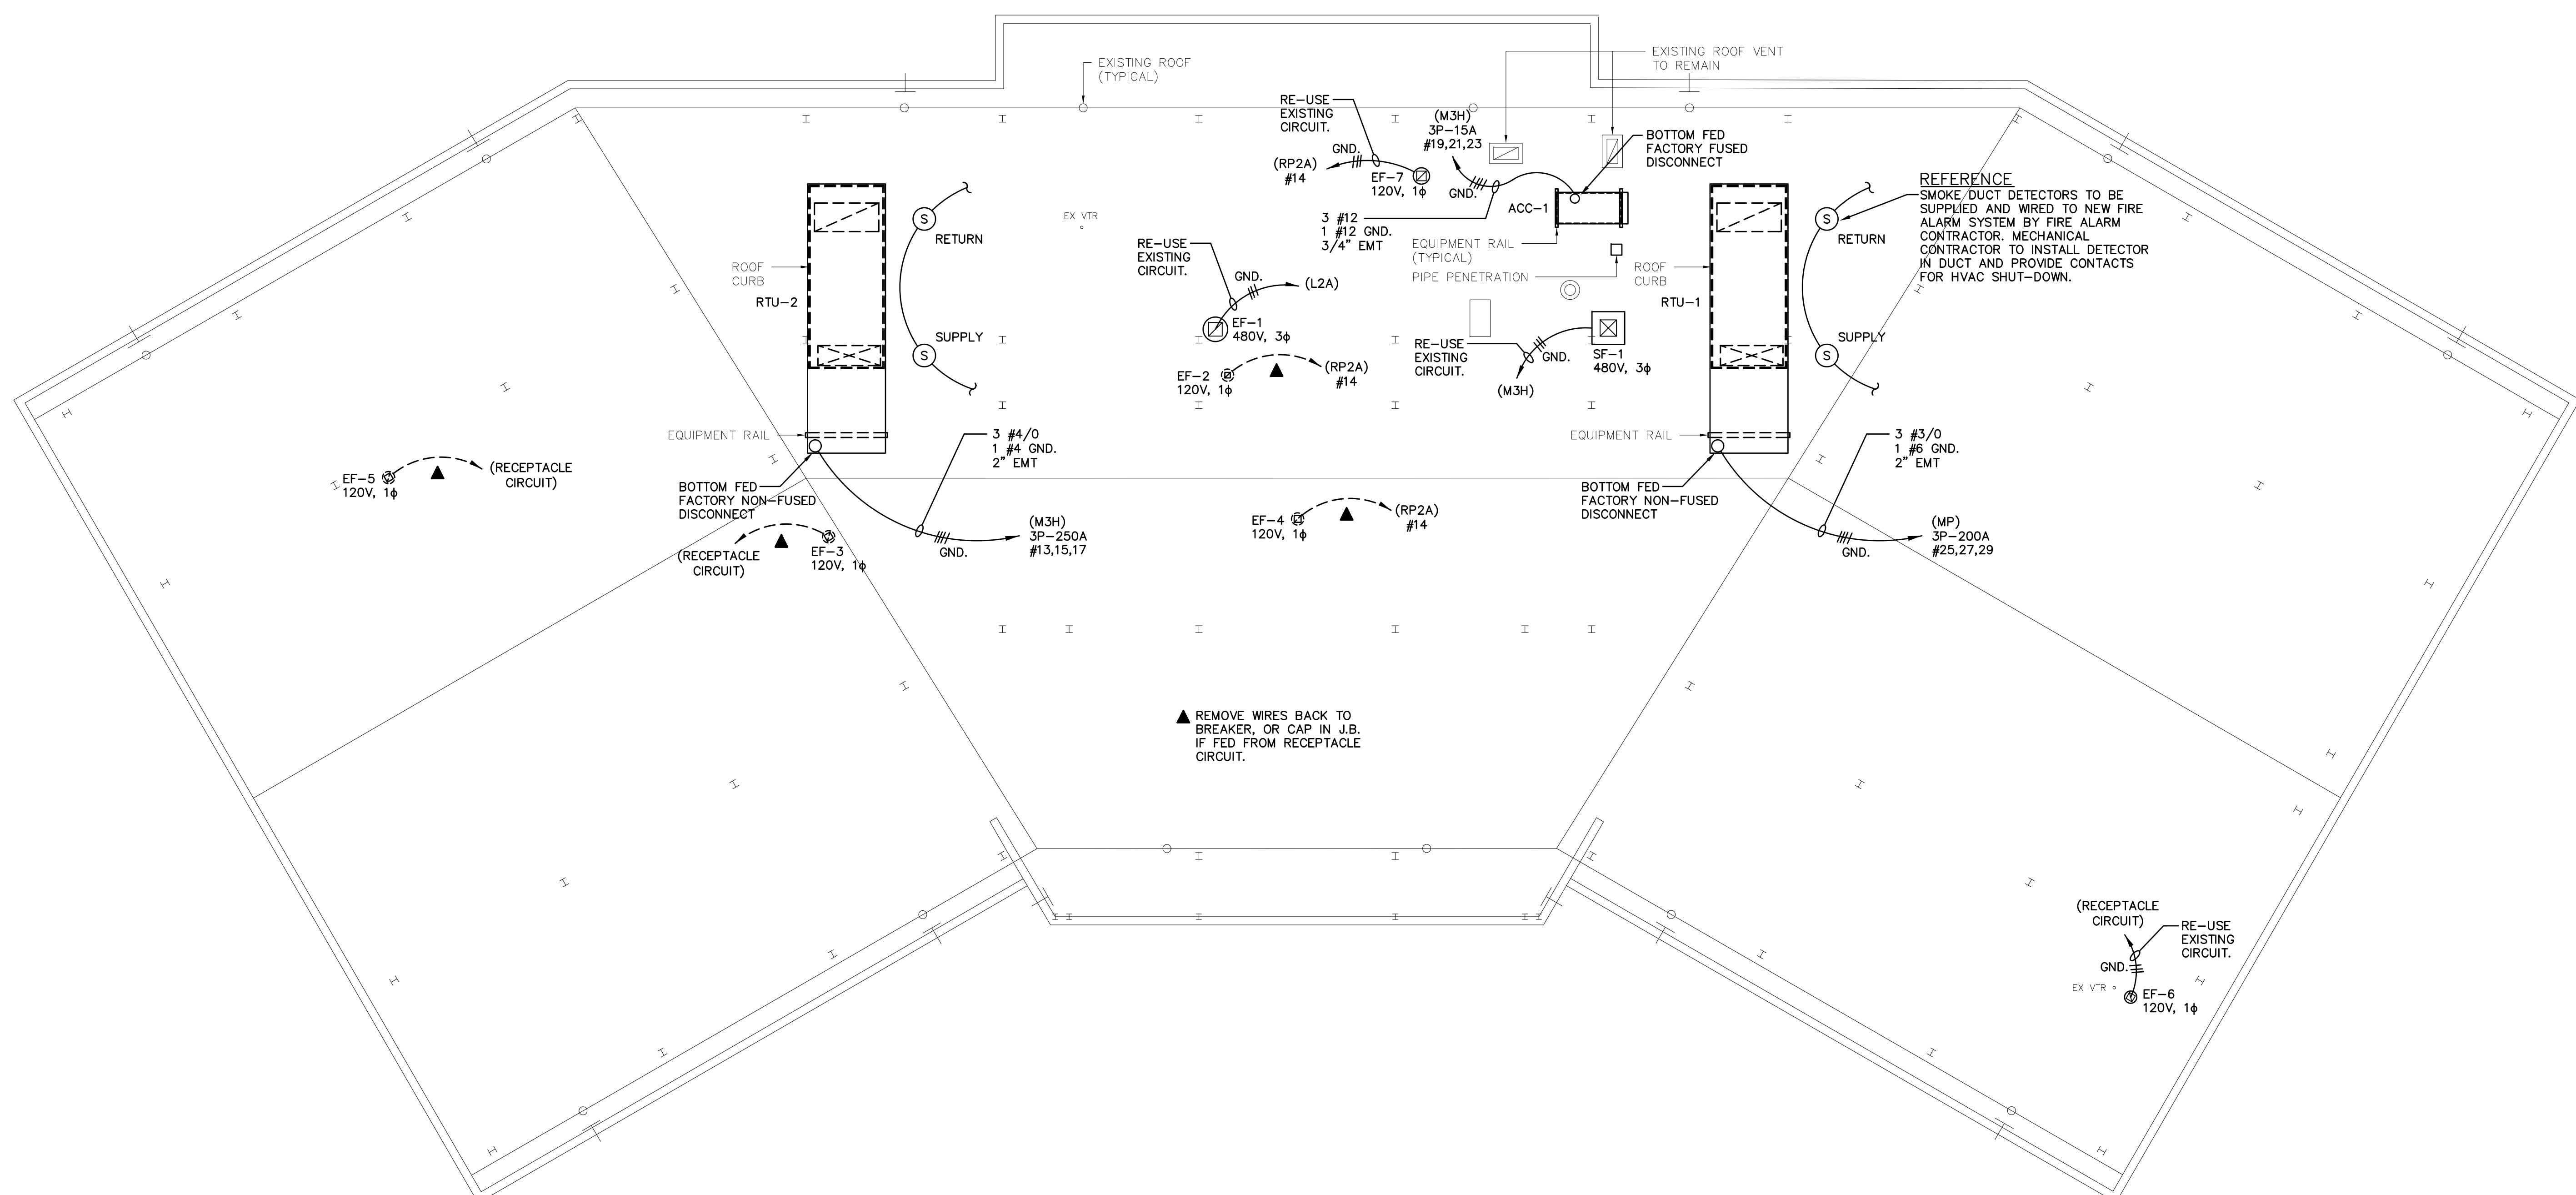 EXISTING ROOF
(TYPICAL)
EXISTING ROOF VENT
TO REMAIN
RE-USE
EXISTING
CIRCUIT.
GND.
(RP2A)
#14
EF-7
120V, 1ϕ
(M3H)
3P-15A
#19,21,23
GND.
BOTTOM FED
FACTORY FUSED
DISCONNECT
ACC-1
3 #12
1 #12 GND.
3/4" EMT
EQUIPMENT RAIL
(TYPICAL)
PIPE PENETRATION
REFERENCE
SMOKE DUCT DETECTORS TO BE
SUPPLIED AND WIRED TO NEW FIRE
ALARM SYSTEM BY FIRE ALARM
CONTRACTOR. MECHANICAL
CONTRACTOR TO INSTALL DETECTOR
IN DUCT AND PROVIDE CONTACTS
FOR HVAC SHUT-DOWN.
S
RETURN
S
SUPPLY
ROOF
CURB
RTU-2
EX VTR
RE-USE
EXISTING
CIRCUIT.
GND.
(L2A)
EF-1
480V, 3ϕ
EF-2
120V, 1ϕ
(RP2A)
#14
RE-USE
EXISTING
CIRCUIT.
GND.
(M3H)
SF-1
480V, 3ϕ
ROOF
CURB
RTU-1
S
RETURN
S
SUPPLY
EQUIPMENT RAIL
3 #4/0
1 #4 GND.
2" EMT
BOTTOM FED
FACTORY NON-FUSED
DISCONNECT
GND.
(M3H)
3P-250A
#13,15,17
EQUIPMENT RAIL
3 #3/0
1 #6 GND.
2" EMT
BOTTOM FED
FACTORY NON-FUSED
DISCONNECT
GND.
(MP)
3P-200A
#25,27,29
EF-5
120V, 1ϕ
(RECEPTACLE
CIRCUIT)
(RECEPTACLE
CIRCUIT)
EF-3
120V, 1ϕ
EF-4
120V, 1ϕ
(RP2A)
#14
REMOVE WIRES BACK TO
BREAKER, OR CAP IN J.B.
IF FED FROM RECEPTACLE
CIRCUIT.
(RECEPTACLE
CIRCUIT)
RE-USE
EXISTING
CIRCUIT.
GND.
EX VTR
EF-6
120V, 1ϕ